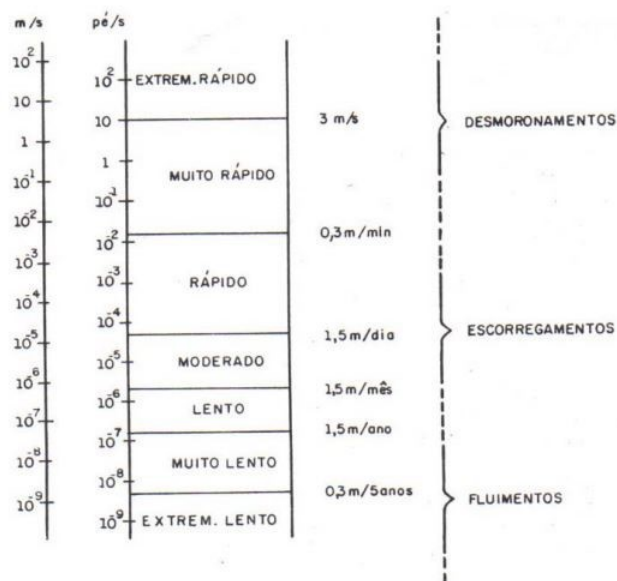 m/s pé/s
10² 10² EXTREM. RÁPIDO
10 10 3 m/s DESMORONAMENTOS
1 1
MUITO RÁPIDO
10⁻¹ 10⁻¹
10⁻² 10⁻² 0,3 m/min
10⁻³ 10⁻³ RÁPIDO
10⁻⁴ 10⁻⁴
10⁻⁵ 1,5 m/dia ESCORREGAMENTOS
10⁻⁵ MODERADO
10⁻⁶ 1,5 m/mês
10⁻⁶ LENTO
10⁻⁷ 1,5 m/ano
10⁻⁷
10⁻⁸ MUITO LENTO
10⁻⁸ 0,3 m/5anos
10⁻⁹ FLUIMENTOS
10⁻⁹ EXTREM. LENTO